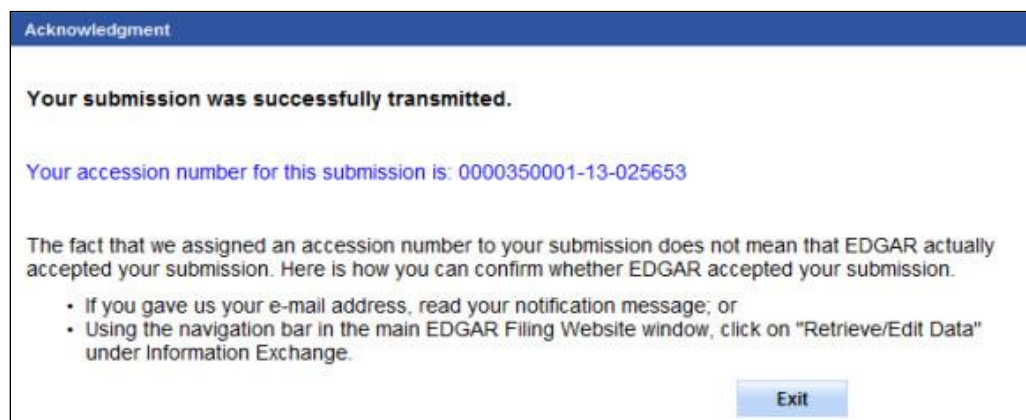 Acknowledgment
Your submission was successfully transmitted.
Your accession number for this submission is: 0000350001-13-025653
The fact that we assigned an accession number to your submission does not mean that EDGAR actually
accepted your submission. Here is how you can confirm whether EDGAR accepted your submission.
• If you gave us your e-mail address, read your notification message; or
• Using the navigation bar in the main EDGAR Filing Website window, click on "Retrieve/Edit Data"
under Information Exchange.
Exit